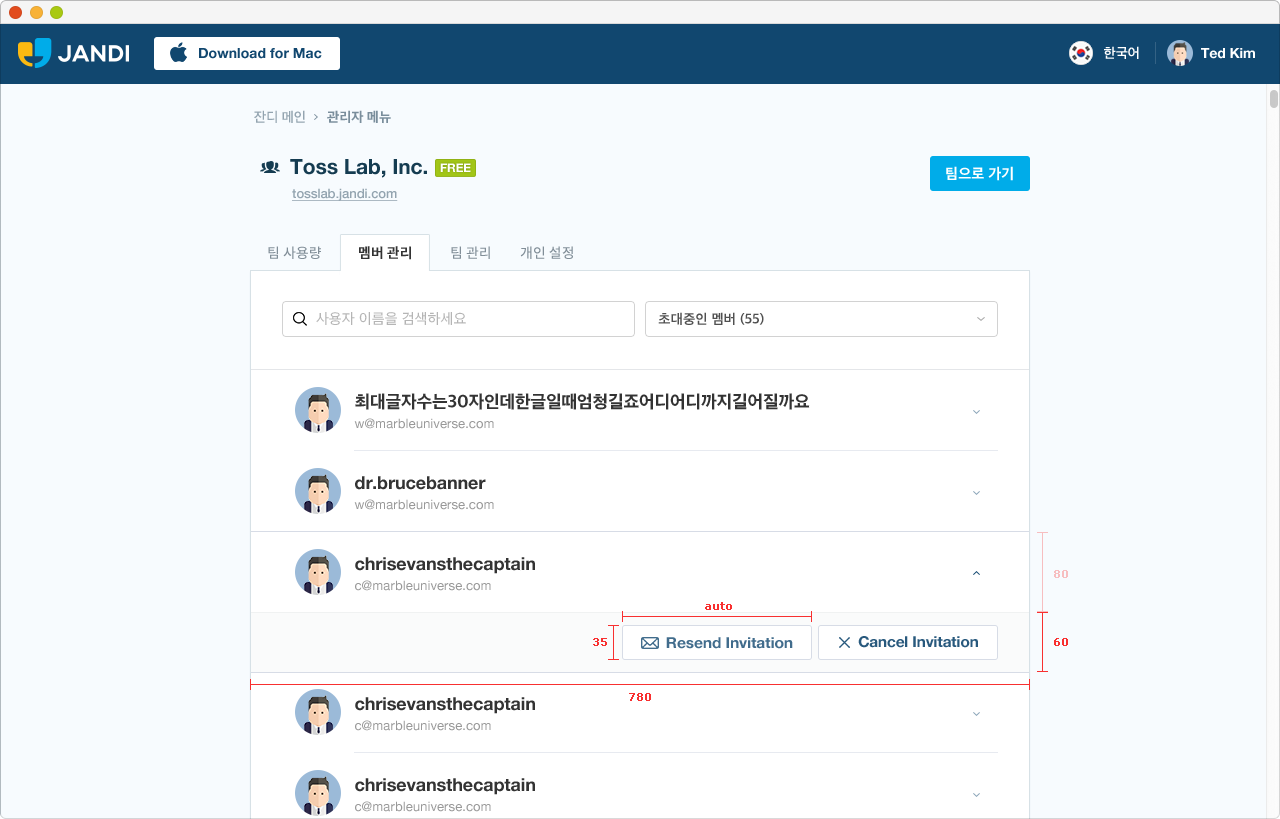 JANDI
Download for Mac
한국어
Ted Kim
잔디 메인 › 관리자 메뉴
Toss Lab, Inc. FREE
tosslab.jandi.com
팀으로 가기
팀 사용량
멤버 관리
팀 관리
개인 설정
사용자 이름을 검색하세요
초대중인 멤버 (55)
최대글자수는30자인데한글일때엄청길죠어디어디까지길어질까요
w@marbleuniverse.com
dr.brucebanner
w@marbleuniverse.com
chrisevansthecaptain
c@marbleuniverse.com
80
auto
35
Resend Invitation
Cancel Invitation
60
780
chrisevansthecaptain
c@marbleuniverse.com
chrisevansthecaptain
c@marbleuniverse.com